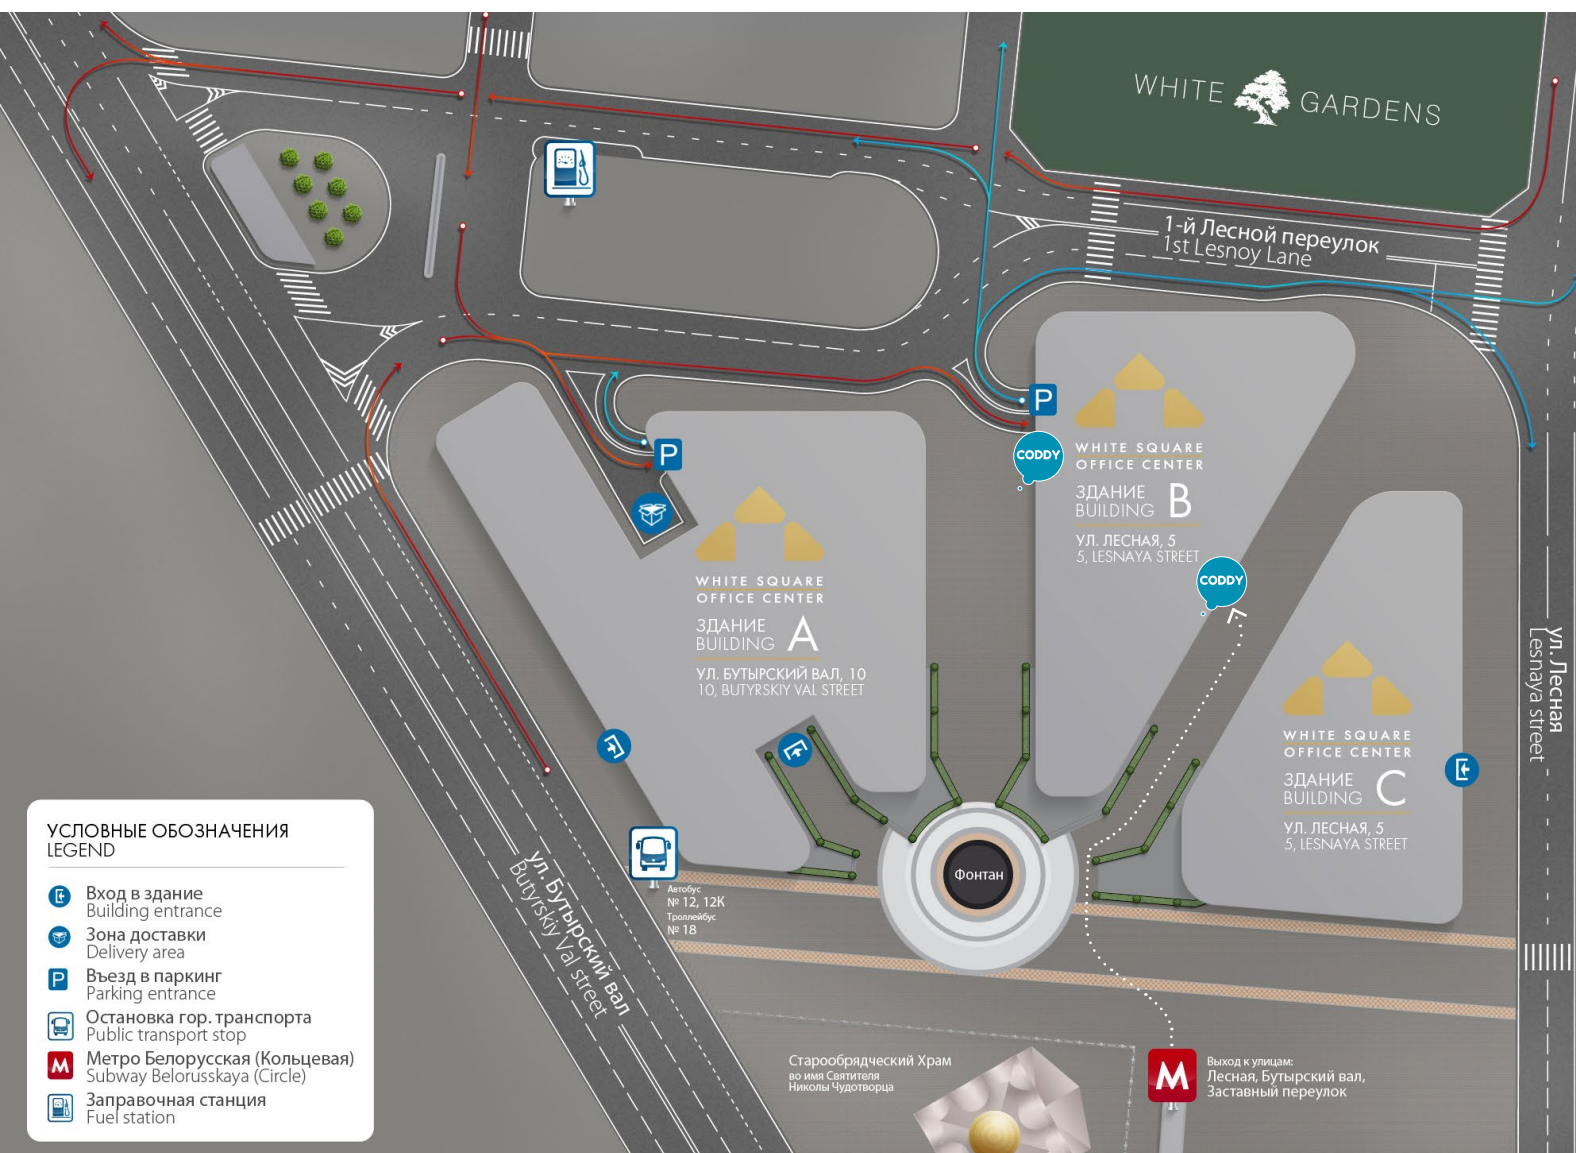 WHITE GARDENS
1-й Лесной переулок
1st Lesnoy Lane
P
P
CODDY
WHITE SQUARE
OFFICE CENTER
ЗДАНИЕ
BUILDING B
УЛ. ЛЕСНАЯ, 5
5, LESNAYA STREET
CODDY
WHITE SQUARE
OFFICE CENTER
ЗДАНИЕ
BUILDING A
УЛ. БУТЫРСКИЙ ВАЛ, 10
10, BUTYRSKIY VAL STREET
ул. Лесная
Lesnaya street
WHITE SQUARE
OFFICE CENTER
ЗДАНИЕ
BUILDING C
УЛ. ЛЕСНАЯ, 5
5, LESNAYA STREET
Фонтан
Автобус
№ 12, 12К
Троллейбус
№ 18
ул. Бутырский вал
Butyrskiy Val street
УСЛОВНЫЕ ОБОЗНАЧЕНИЯ
LEGEND
Вход в здание
Building entrance
Зона доставки
Delivery area
P
Въезд в паркинг
Parking entrance
Остановка гор. транспорта
Public transport stop
М
Метро Белорусская (Кольцевая)
Subway Belorusskaya (Circle)
Заправочная станция
Fuel station
Старообрядческий Храм
во имя Святителя
Николы Чудотворца
М
Выход к улицам:
Лесная, Бутырский вал,
Заставный переулок